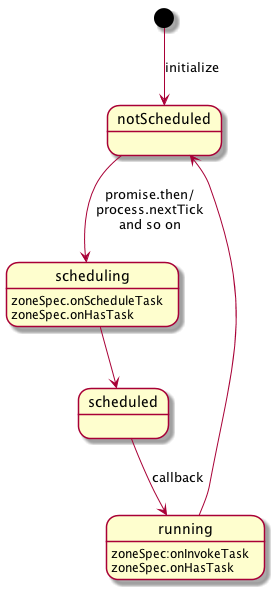 initialize
notScheduled
promise.then/
process.nextTick
and so on
scheduling
zoneSpec.onScheduleTask
zoneSpec.onHasTask
scheduled
callback
running
zoneSpec:onInvokeTask
zoneSpec.onHasTask